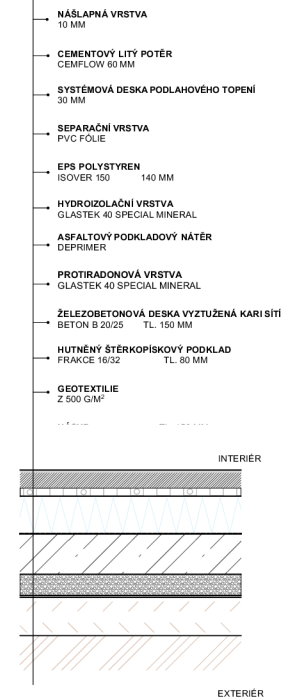 NÁŠLAPNÁ VRSTVA
10 MM
CEMENTOVÝ LITÝ POTĚR
CEMFLOW 60 MM
SYSTÉMOVÁ DESKA PODLAHOVÉHO TOPENÍ
30 MM
SEPARAČNÍ VRSTVA
PVC FÓLIE
EPS POLYSTYREN
ISOVER 150 140 MM
HYDROIZOLAČNÍ VRSTVA
GLASTEK 40 SPECIAL MINERAL
ASFALTOVÝ PODKLADOVÝ NÁTĚR
DEPRIMER
PROTIRADONOVÁ VRSTVA
GLASTEK 40 SPECIAL MINERAL
ŽELEZOBETONOVÁ DESKA VYZTUŽENÁ KARI SÍTÍ
BETON B 20/25 TL. 150 MM
HUTNĚNÝ ŠTĚRKOPÍSKOVÝ PODKLAD
FRAKCE 16/32 TL. 80 MM
GEOTEXTILIE
Z 500 G/M²
INTERIÉR
EXTERIÉR